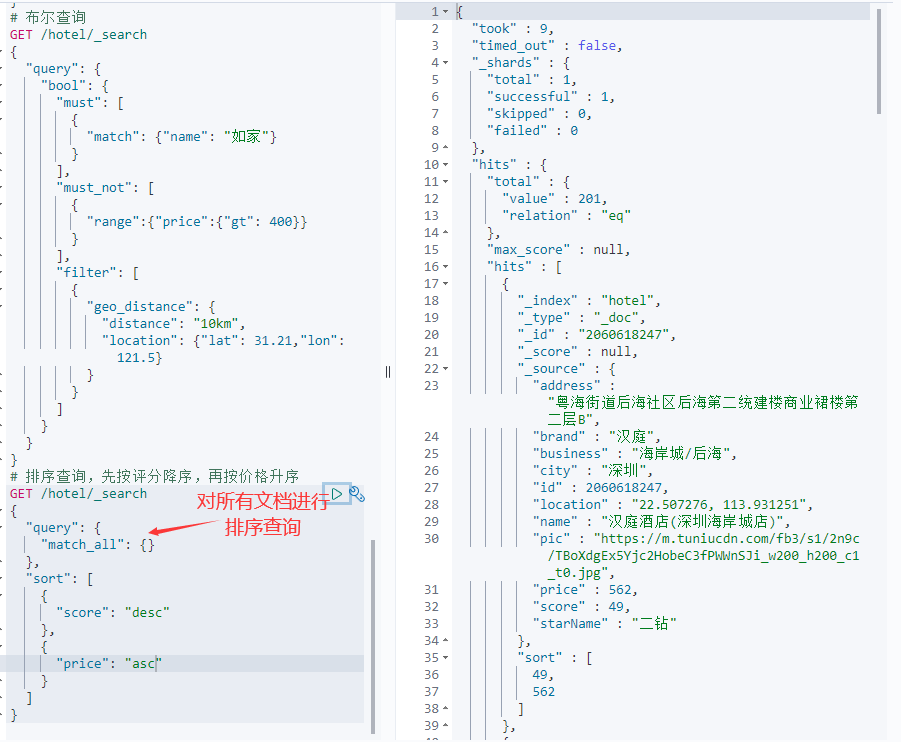 }
# 布尔查询
GET /hotel/_search
{
"query": {
"bool": {
"must": [
{
"match": {"name": "如家"}
}
],
"must_not": [
{
"range":{"price":{"gt": 400}}
}
],
"filter": [
{
"geo_distance": {
"distance": "10km",
"location": {"lat": 31.21,"lon":
121.5}
}
}
]
}
}
}
# 排序查询，先按评分降序，再按价格升序
GET /hotel/_search
{
"query": {
"match_all": {}
},
"sort": [
{
"score": "desc"
},
{
"price": "asc"
}
]
}
对所有文档进行
排序查询
1 {
2 "took" : 9,
3 "timed_out" : false,
4 "_shards" : {
5 "total" : 1,
6 "successful" : 1,
7 "skipped" : 0,
8 "failed" : 0
9 },
10 "hits" : {
11 "total" : {
12 "value" : 201,
13 "relation" : "eq"
14 },
15 "max_score" : null,
16 "hits" : [
17 {
18 "_index" : "hotel",
19 "_type" : "_doc",
20 "_id" : "2060618247",
21 "_score" : null,
22 "_source" : {
23 "address" :
"粤海街道后海社区后海第二统建楼商业裙楼第
二层B",
24 "brand" : "汉庭",
25 "business" : "海岸城/后海",
26 "city" : "深圳",
27 "id" : 2060618247,
28 "location" : "22.507276, 113.931251",
29 "name" : "汉庭酒店(深圳海岸城店)",
30 "pic" : "https://m.tuniucdn.com/fb3/s1/2n9c
/TBoXdgEx5Yjc2HobeC3fPWWnSJi_w200_h200_c1
_t0.jpg",
31 "price" : 562,
32 "score" : 49,
33 "starName" : "二钻"
34 },
35 "sort" : [
36 49,
37 562
38 ]
39 },